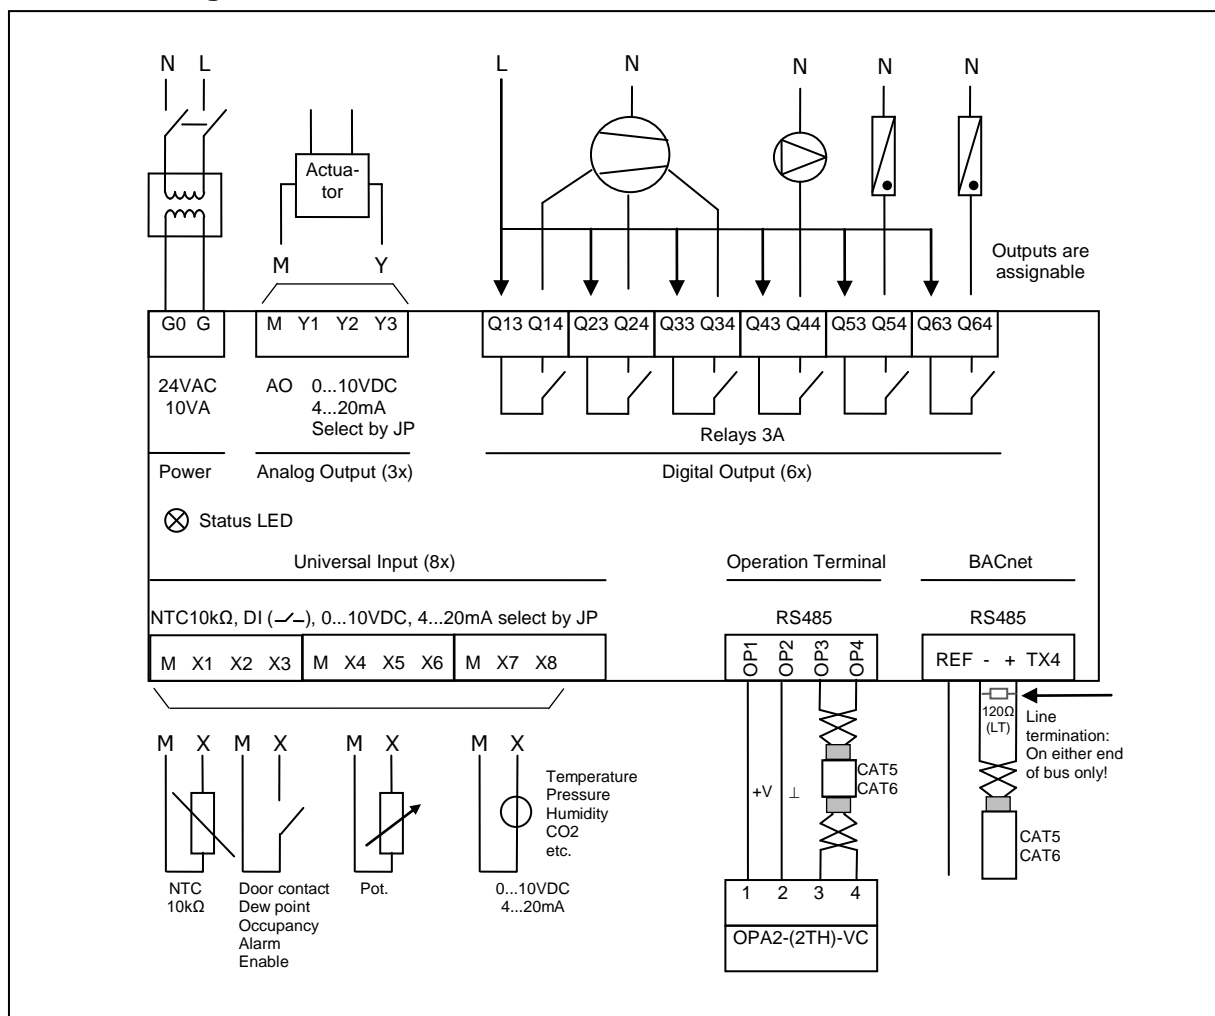 N L L N N N N
Actua-
tor
M Y
Outputs are
assignable
G0 G M Y1 Y2 Y3 Q13 Q14 Q23 Q24 Q33 Q34 Q43 Q44 Q53 Q54 Q63 Q64
24VAC
10VA
AO 0...10VDC
4...20mA
Select by JP
Relays 3A
Power Analog Output (3x) Digital Output (6x)
Status LED
Universal Input (8x) Operation Terminal BACnet
NTC10kΩ, DI ( ), 0...10VDC, 4...20mA select by JP RS485 RS485
M X1 X2 X3 M X4 X5 X6 M X7 X8 OP1 OP2 OP3 OP4 REF - + TX4
120Ω
(LT)
Line
termination:
On either end
of bus only!
M X M X M X M X
Temperature
Pressure
Humidity
CO2
etc.
+V ⊥
CAT5
CAT6
CAT5
CAT6
NTC
10kΩ
Door contact
Dew point
Occupancy
Alarm
Enable
Pot.
0...10VDC
4...20mA
1 2 3 4
OPA2-(2TH)-VC